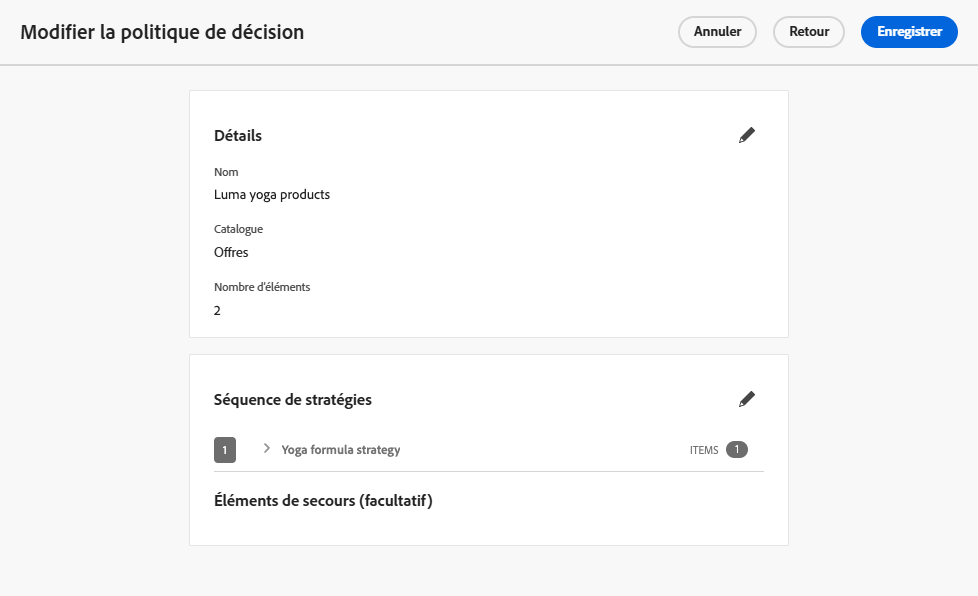 Modifier la politique de décision
Annuler
Retour
Enregistrer
Détails
Nom
Luma yoga products
Catalogue
Offres
Nombre d'éléments
2
Séquence de stratégies
1 Yoga formula strategy ITEMS 1
Éléments de secours (facultatif)